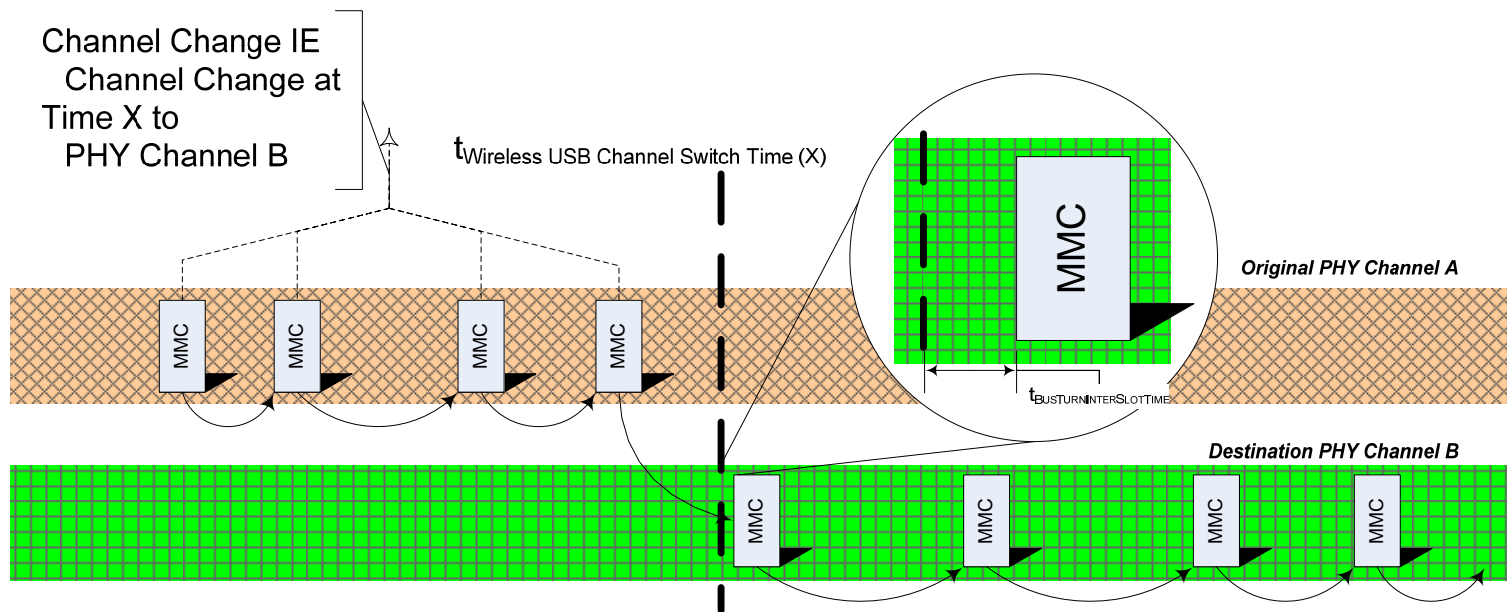 Channel Change IE
Channel Change at
Time X to
PHY Channel B
tWireless USB Channel Switch Time (X)
MMC
tBUSTURNINTERSLOTTIME
Original PHY Channel A
MMC
MMC
MMC
MMC
Destination PHY Channel B
MMC
MMC
MMC
MMC